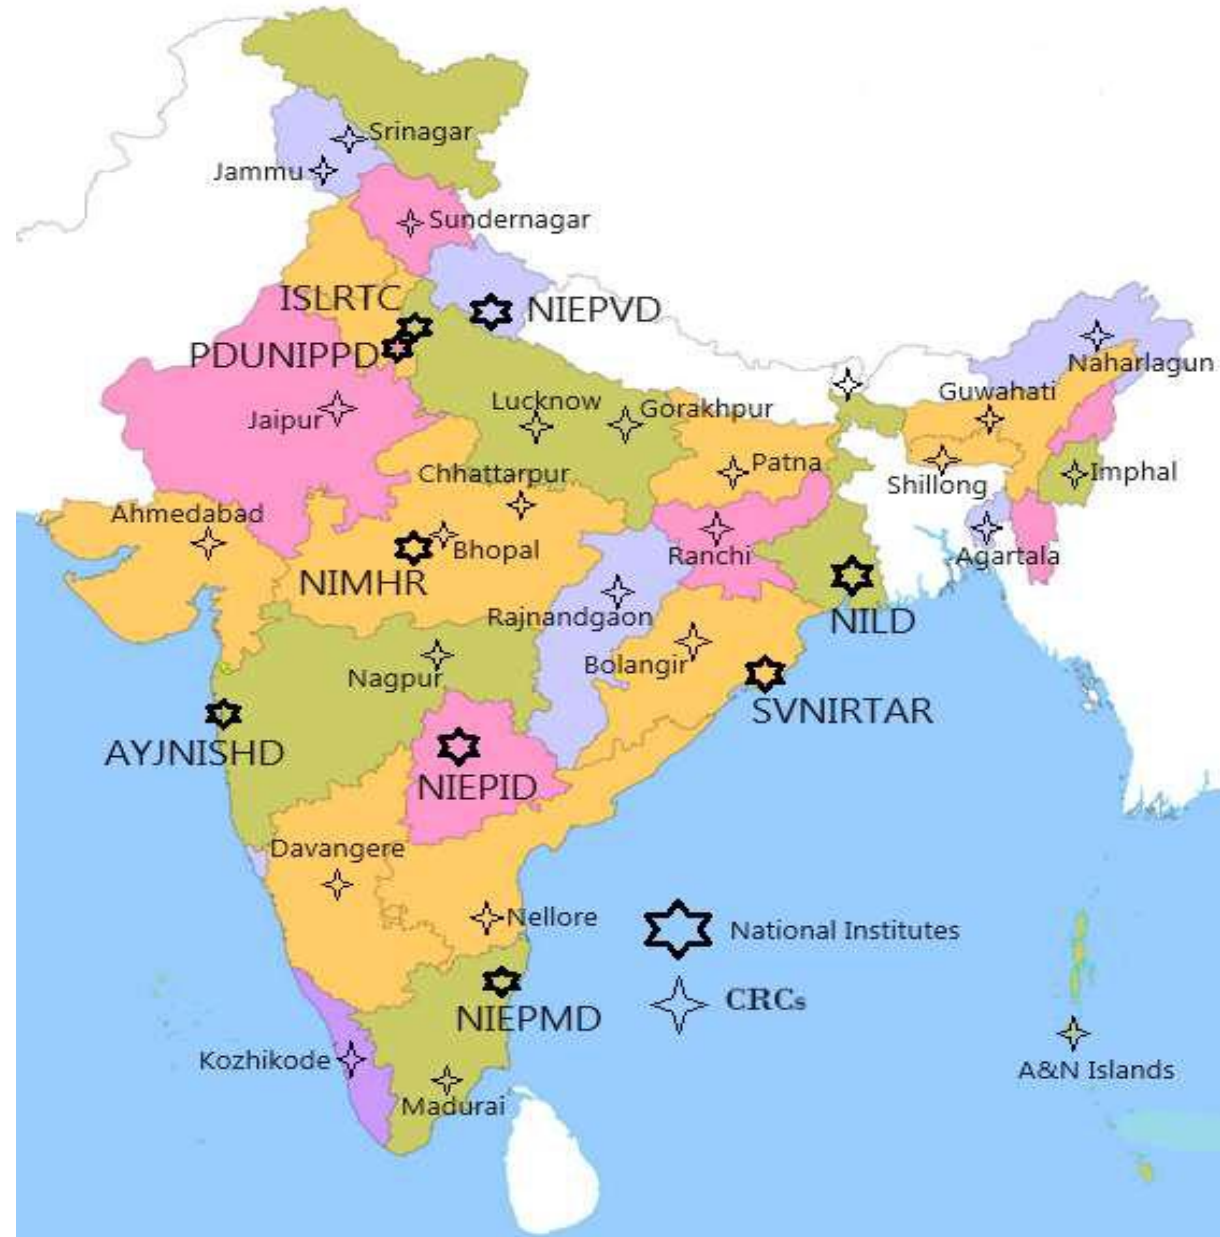 Srinagar
Jammu
Sundernagar
ISLRTC
NIEPVD
PDUNIPPD
Naharlagun
Guwahati
Lucknow
Gorakhpur
Jaipur
Patna
Chhattarpur
Imphal
Shillong
Ahmedabad
Bhopal
Ranchi
Agartala
NIMHR
Rajnandgaon
NILD
Bolangir
Nagpur
SVNIRTAR
AYJNISHD
NIEPID
Davangere
Nellore
National Institutes
CRCs
NIEPMD
Kozhikode
A&N Islands
Madurai